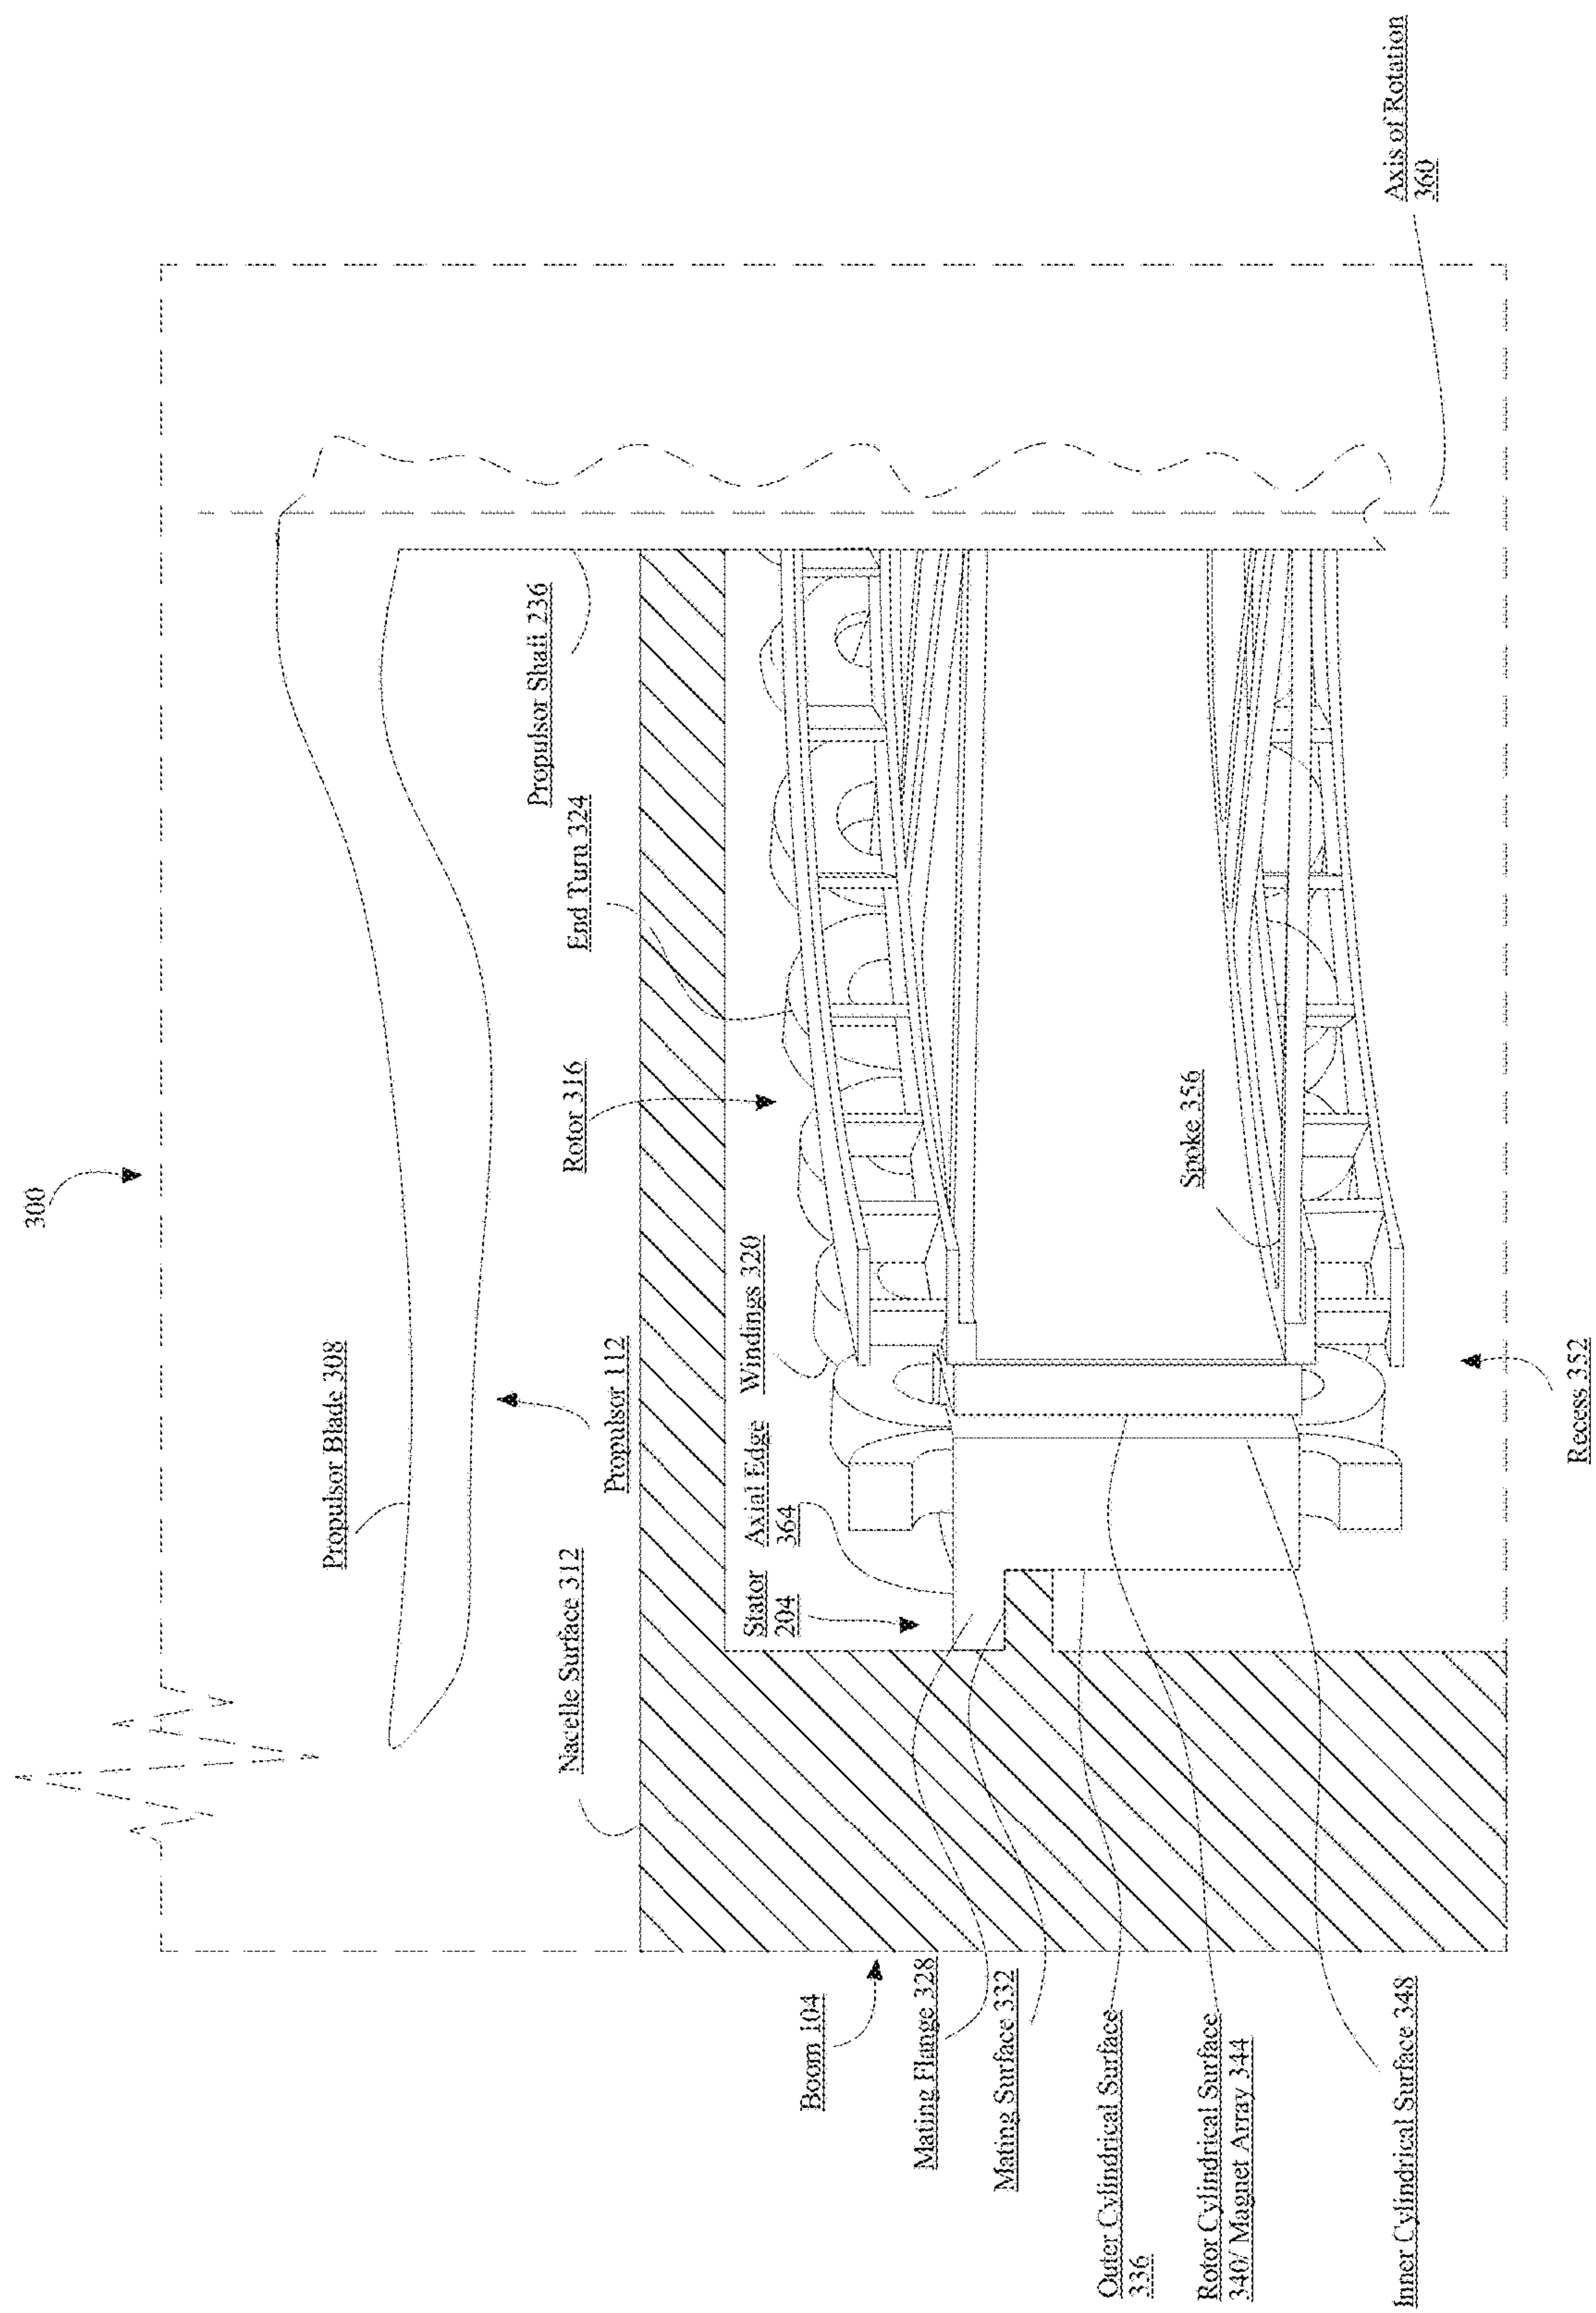 300
Propulsor Blade 308
Propulsor 112
Nacelle Surface 312
Propulsor Shaft 236
End Turn 324
Rotor 316
Windings 320
Axial Edge
364
Stator
204
Spoke 356
Axis of Rotation
360
Recess 352
Boom 104
Mating Flange 328
Mating Surface 332
Outer Cylindrical Surface
336
Rotor Cylindrical Surface
340/ Magnet Array 344
Inner Cylindrical Surface 348